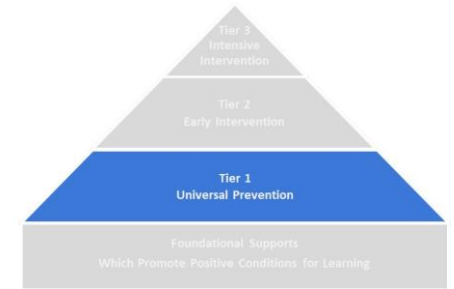 Tier 3
Intensive
Intervention
Tier 2
Early Intervention
Tier 1
Universal Prevention
Foundational Supports
Which Promote Positive Conditions for Learning